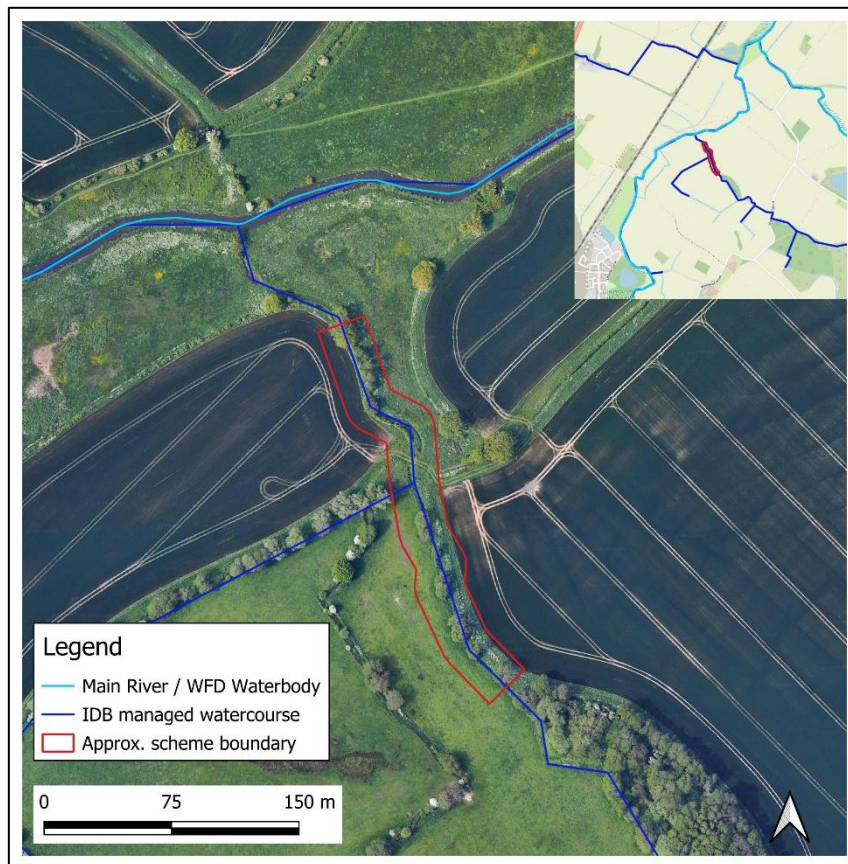 Legend
Main River / WFD Waterbody
IDB managed watercourse
Approx. scheme boundary
0 75 150 m